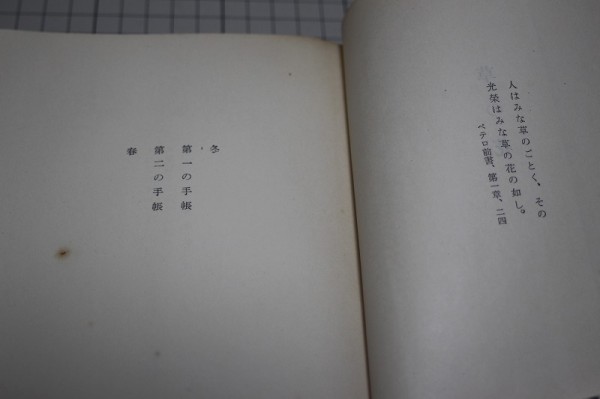 人はみな草のごとく、その
光榮はみな草の花の如し。
ペテロ前書、第一章、二四
冬
第一の手帳
第二の手帳
春